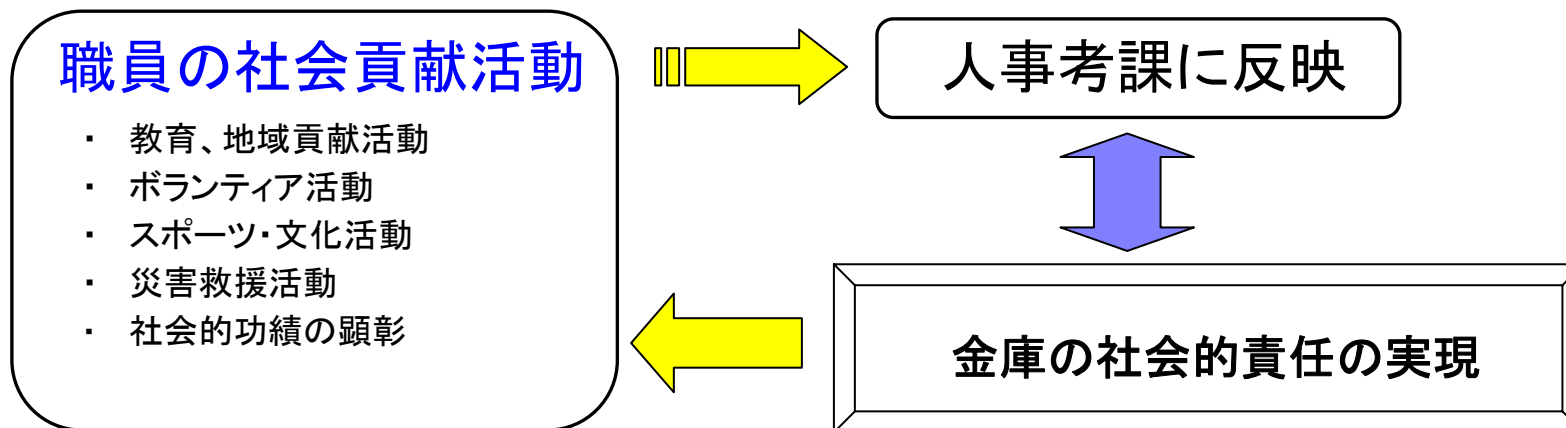 職員の社会貢献活動
・ 教育、地域貢献活動
・ ボランティア活動
・ スポーツ・文化活動
・ 災害救援活動
・ 社会的功績の顕彰
人事考課に反映
金庫の社会的責任の実現